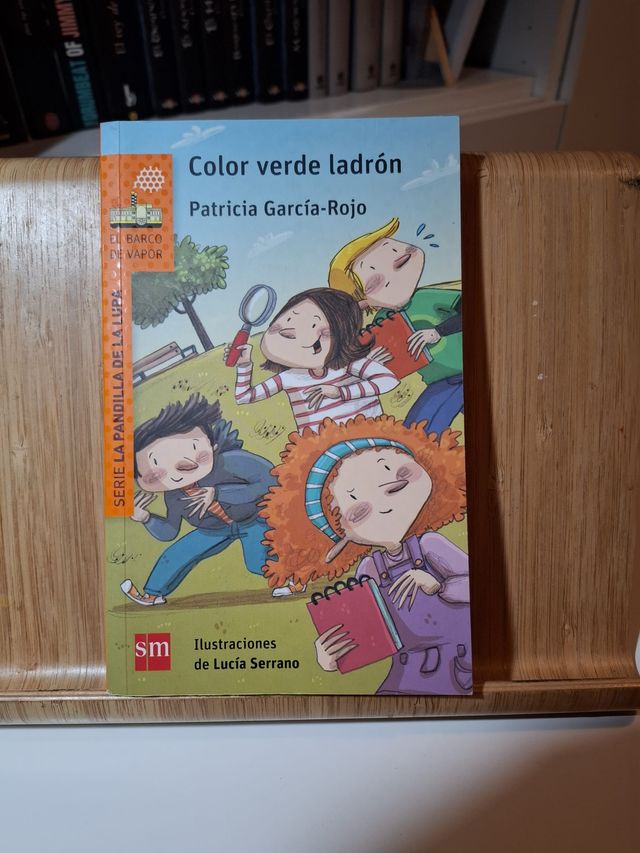 Color verde ladrón
Patricia García-Rojo
EL BARCO
DE VAPOR
SERIE LA PANDILLA DE LA LUPA
sm
Ilustraciones
de Lucía Serrano